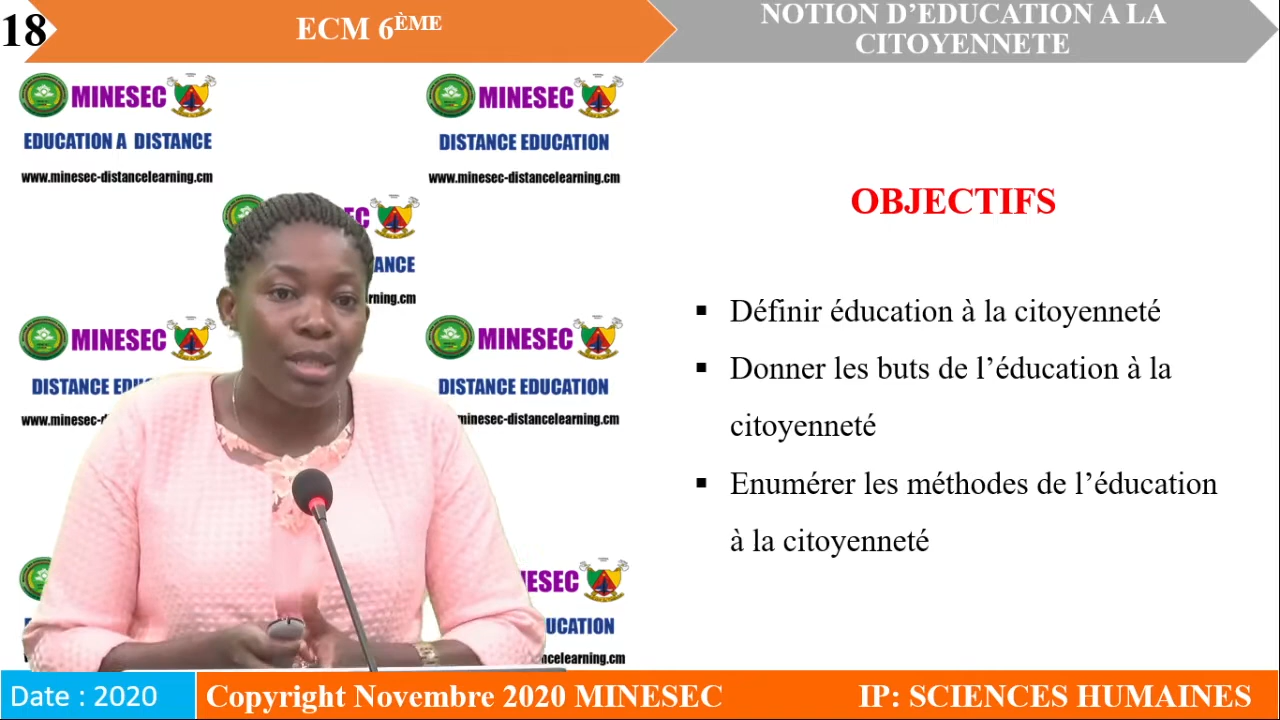 18
ECM 6ÈME
NOTION D'EDUCATION A LA
CITOYENNETE
MINESEC
EDUCATION A DISTANCE
www.minesec-distancelearning.cm
MINESEC
DISTANCE EDUCATION
www.minesec-distancelearning.cm
MINESEC
DISTANCE EDUCATION
MINESEC
DISTANCE EDUCATION
OBJECTIFS
▪ Définir éducation à la citoyenneté
▪ Donner les buts de l'éducation à la
citoyenneté
▪ Enumérer les méthodes de l'éducation
à la citoyenneté
Date : 2020
Copyright Novembre 2020 MINESEC
IP: SCIENCES HUMAINES